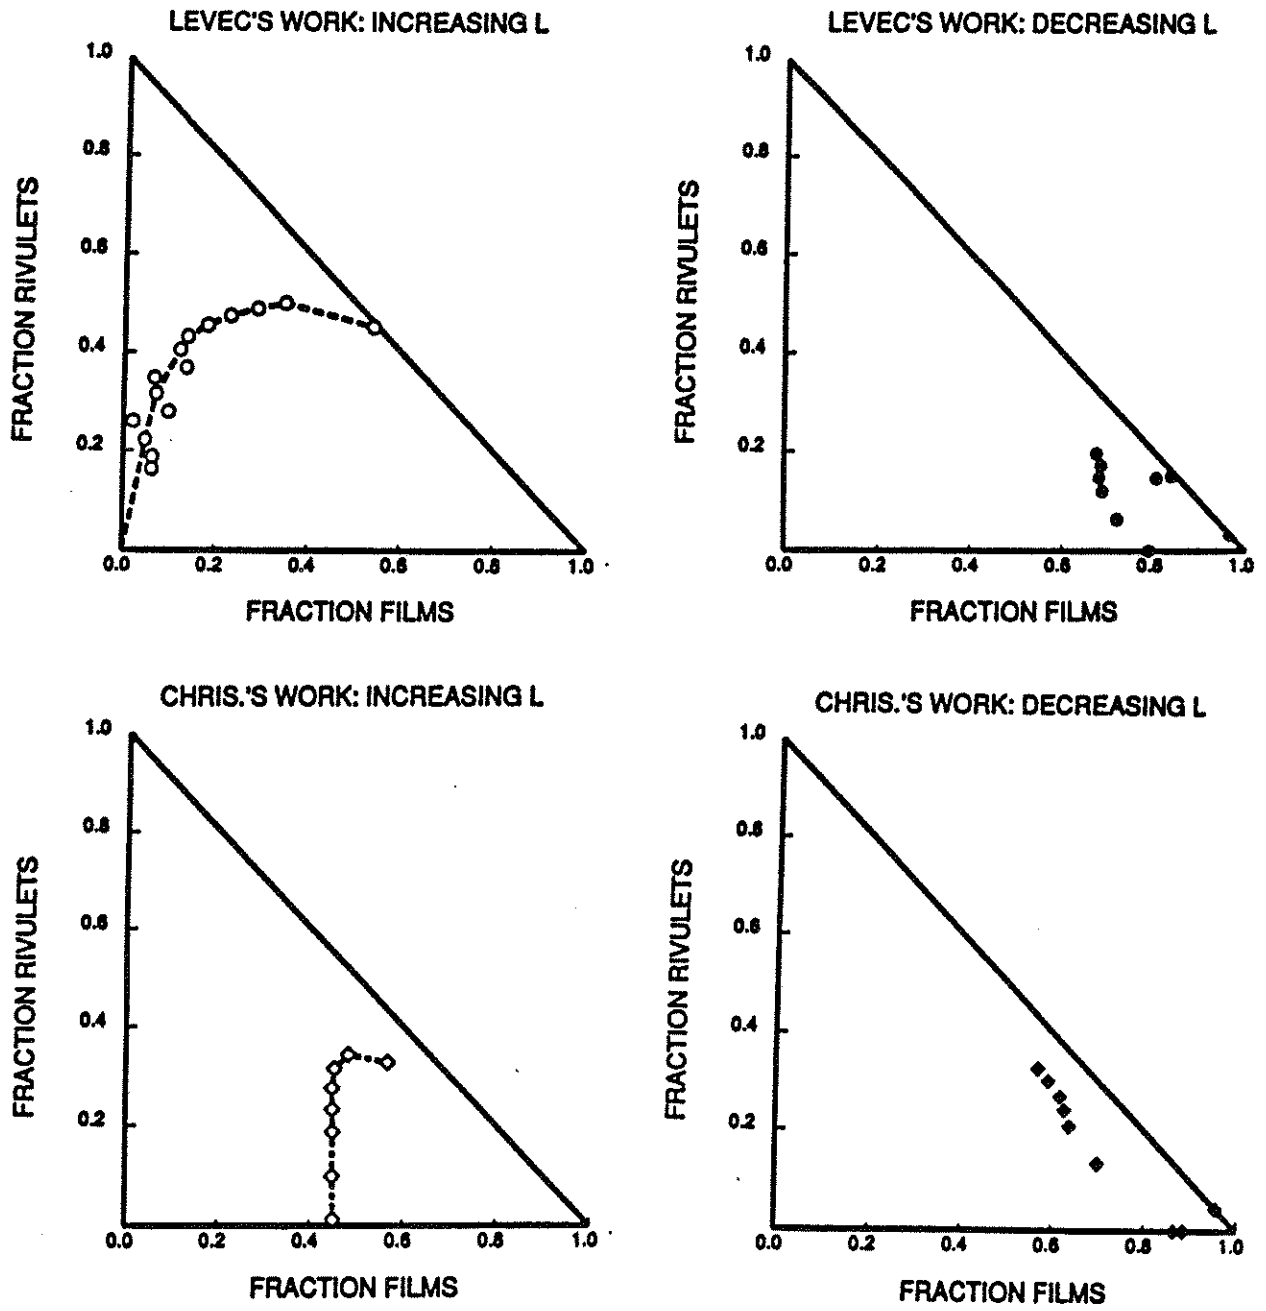 LEVEC'S WORK: INCREASING L
1.0
0.8
0.6
0.4
0.2
FRACTION RIVULETS
0.0 0.2 0.4 0.6 0.8 1.0
FRACTION FILMS
LEVEC'S WORK: DECREASING L
1.0
0.8
0.6
0.4
0.2
FRACTION RIVULETS
0.0 0.2 0.4 0.6 0.8 1.0
FRACTION FILMS
CHRIS.'S WORK: INCREASING L
1.0
0.8
0.6
0.4
0.2
FRACTION RIVULETS
0.0 0.2 0.4 0.6 0.8 1.0
FRACTION FILMS
CHRIS.'S WORK: DECREASING L
1.0
0.8
0.6
0.4
0.2
FRACTION RIVULETS
0.0 0.2 0.4 0.6 0.8 1.0
FRACTION FILMS